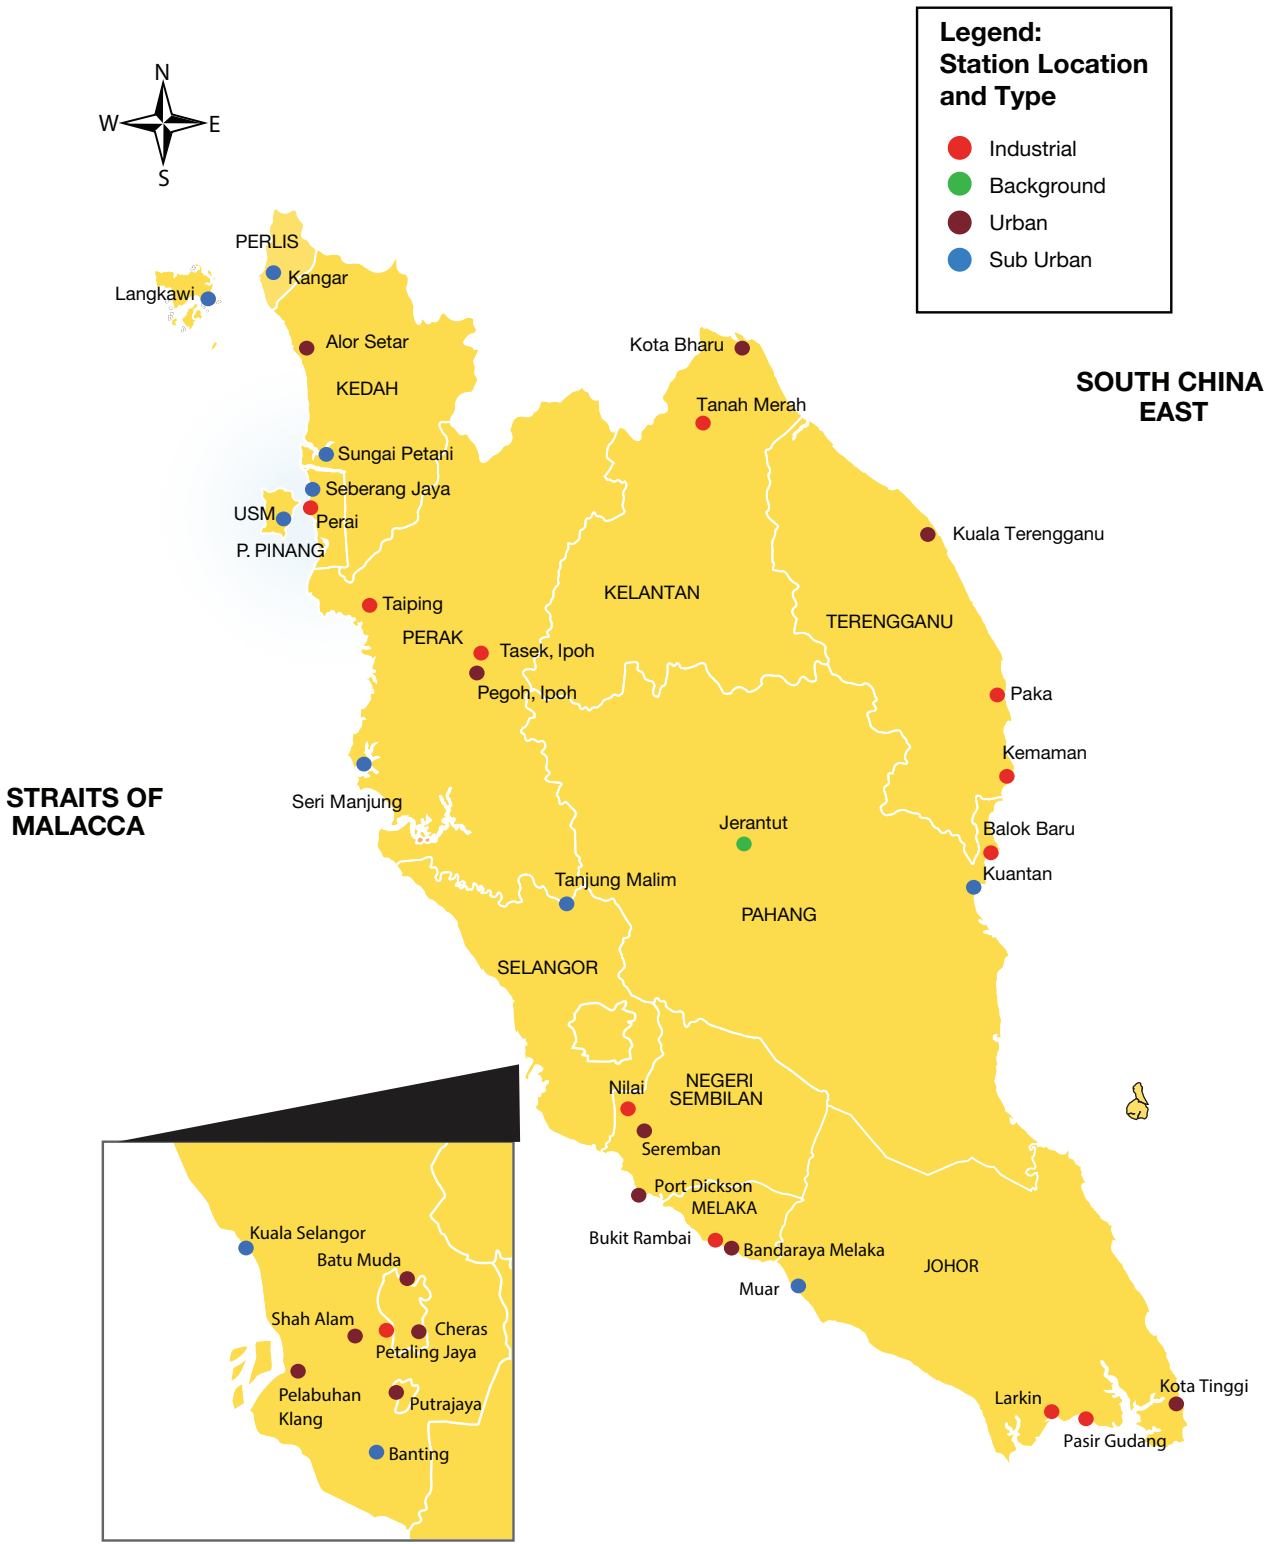 Legend:
Station Location
and Type
Industrial
Background
Urban
Sub Urban
N
W
E
S
PERLIS
Kangar
Langkawi
Alor Setar
KEDAH
Kota Bharu
SOUTH CHINA
EAST
Tanah Merah
Sungai Petani
Seberang Jaya
USM
Perai
P. PINANG
Kuala Terengganu
KELANTAN
Taiping
TERENGGANU
PERAK
Tasek, Ipoh
Pegoh, Ipoh
Paka
Kemaman
STRAITS OF
MALACCA
Seri Manjung
Jerantut
Balok Baru
Kuantan
Tanjung Malim
PAHANG
SELANGOR
Nilai
NEGERI
SEMBILAN
Seremban
Port Dickson
MELAKA
Bukit Rambai
Bandaraya Melaka
JOHOR
Muar
Kuala Selangor
Batu Muda
Shah Alam
Cheras
Petaling Jaya
Pelabuhan
Klang
Putrajaya
Banting
Larkin
Kota Tinggi
Pasir Gudang